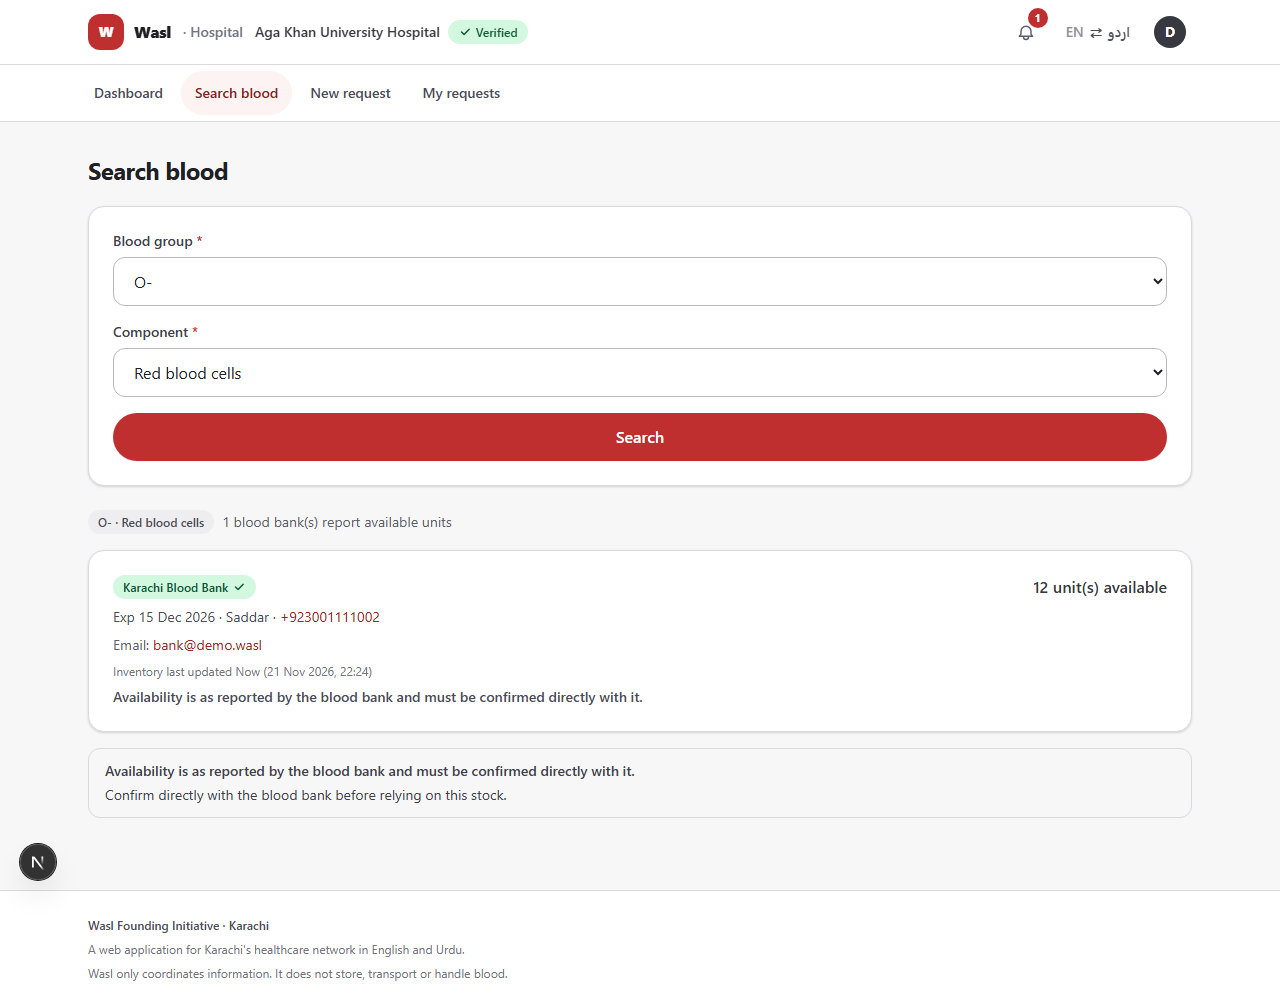 W Wasl · Hospital Aga Khan University Hospital ✓ Verified 1 EN ⇄ اردو D
Dashboard Search blood New request My requests
Search blood
Blood group *
O-
Component *
Red blood cells
Search
O- · Red blood cells 1 blood bank(s) report available units
Karachi Blood Bank ✓ 12 unit(s) available
Exp 15 Dec 2026 · Saddar · +923001111002
Email: bank@demo.wasl
Inventory last updated Now (21 Nov 2026, 22:24)
Availability is as reported by the blood bank and must be confirmed directly with it.
Availability is as reported by the blood bank and must be confirmed directly with it.
Confirm directly with the blood bank before relying on this stock.
N
Wasl Founding Initiative · Karachi
A web application for Karachi's healthcare network in English and Urdu.
Wasl only coordinates information. It does not store, transport or handle blood.